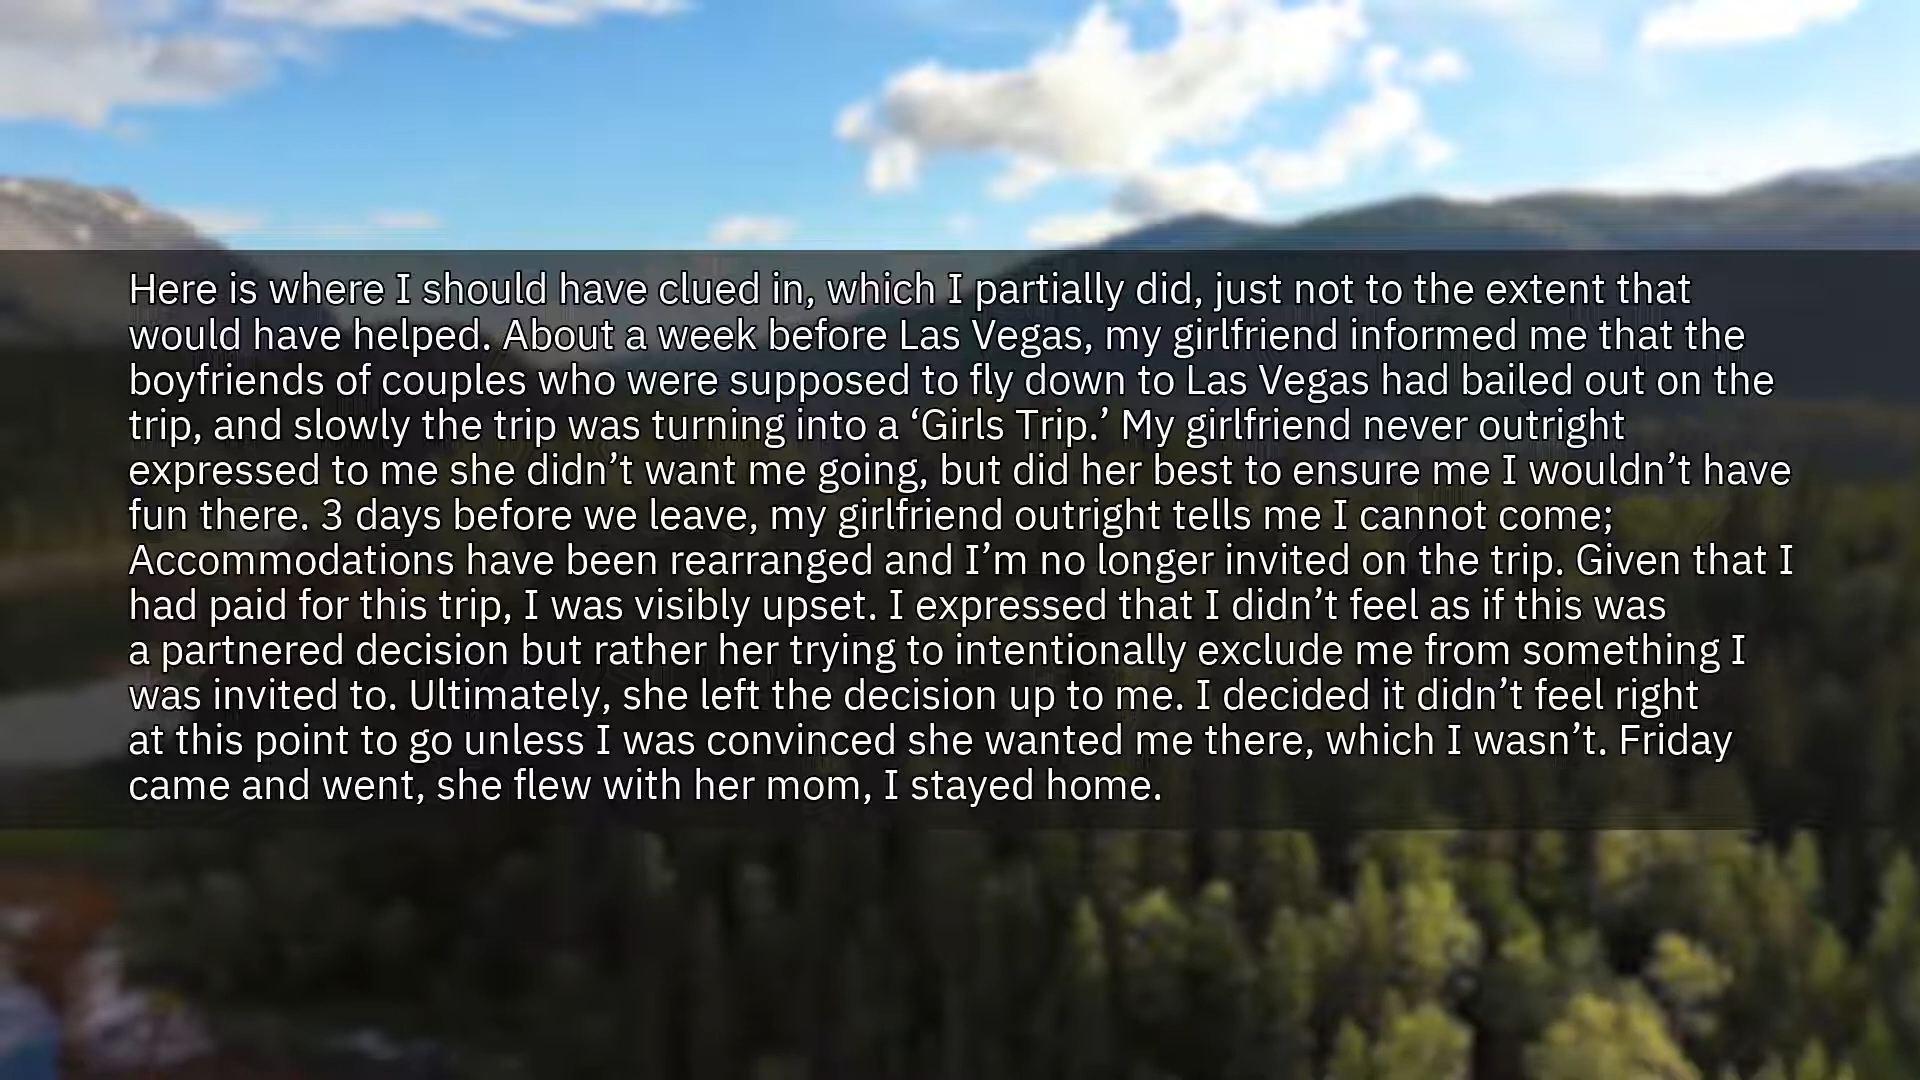 Here is where I should have clued in, which I partially did, just not to the extent that
would have helped. About a week before Las Vegas, my girlfriend informed me that the
boyfriends of couples who were supposed to fly down to Las Vegas had bailed out on the
trip, and slowly the trip was turning into a ‘Girls Trip.’ My girlfriend never outright
expressed to me she didn’t want me going, but did her best to ensure me I wouldn’t have
fun there. 3 days before we leave, my girlfriend outright tells me I cannot come;
Accommodations have been rearranged and I’m no longer invited on the trip. Given that I
had paid for this trip, I was visibly upset. I expressed that I didn’t feel as if this was
a partnered decision but rather her trying to intentionally exclude me from something I
was invited to. Ultimately, she left the decision up to me. I decided it didn’t feel right
at this point to go unless I was convinced she wanted me there, which I wasn’t. Friday
came and went, she flew with her mom, I stayed home.